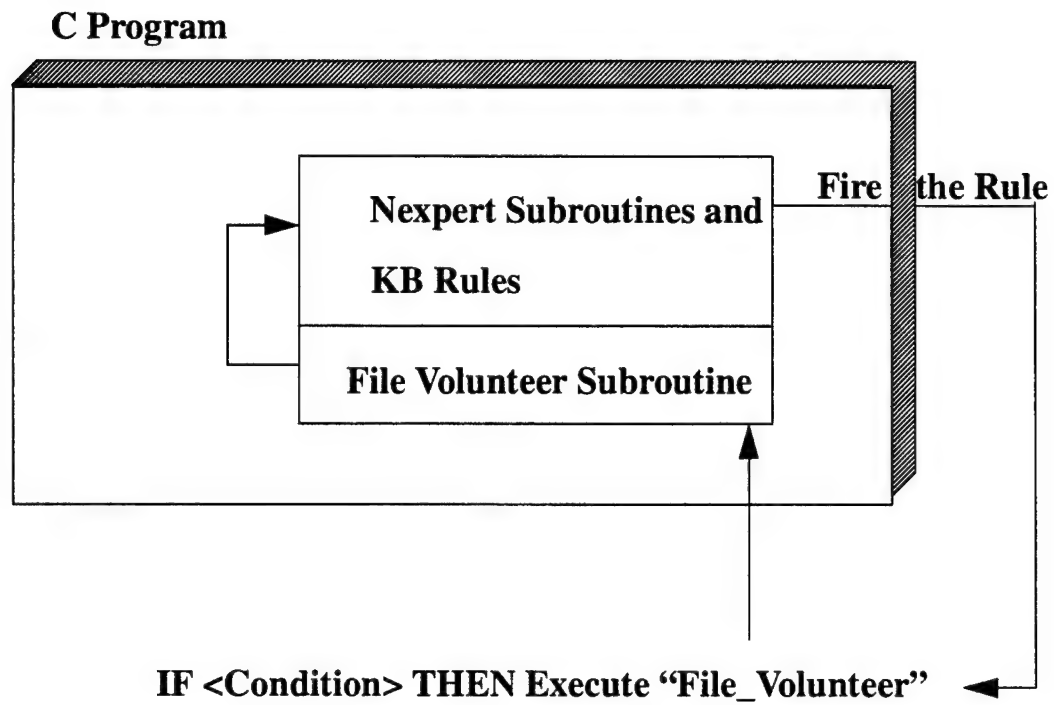 C Program
Fire the Rule
Nexpert Subroutines and
KB Rules
File Volunteer Subroutine
IF <Condition> THEN Execute “File_Volunteer”